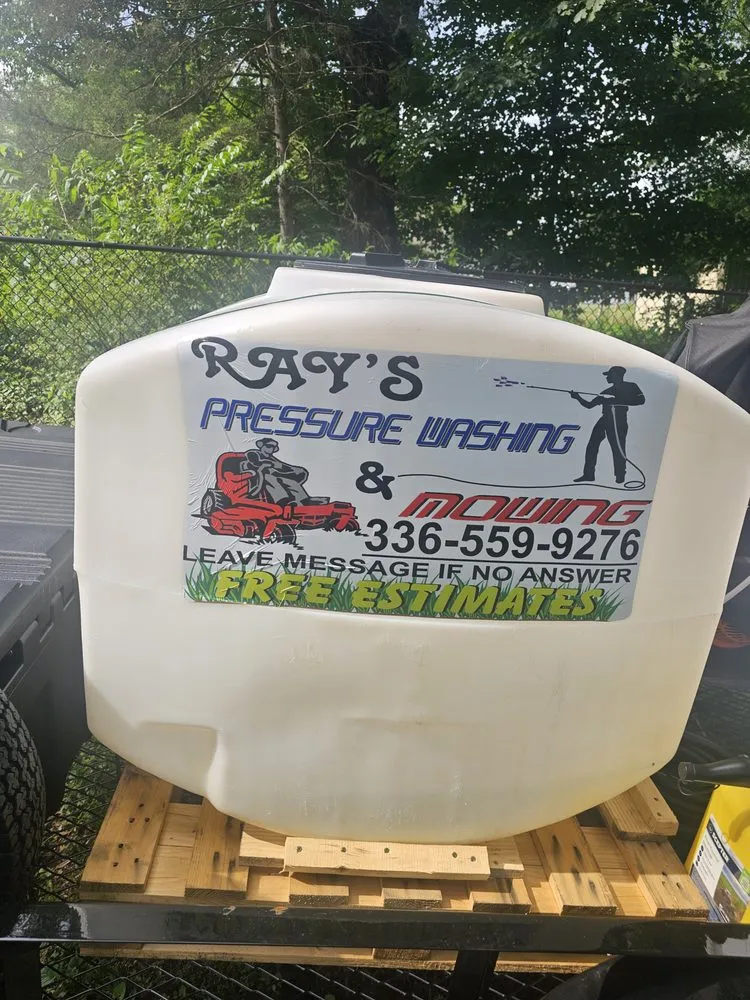 RAY'S
PRESSURE WASHING
& MOWING
336-559-9276
LEAVE MESSAGE IF NO ANSWER
FREE ESTIMATES